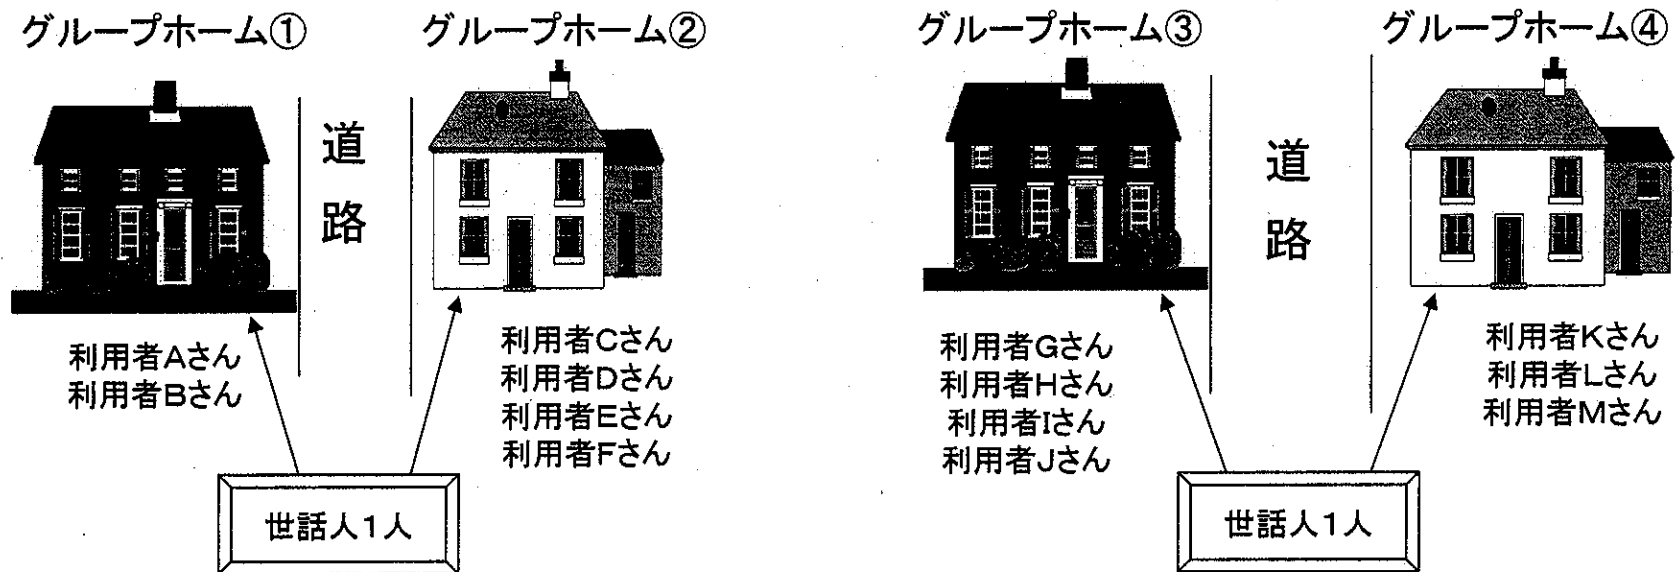 グループホーム①
グループホーム②
グループホーム③
グループホーム④
道路
道路
利用者Aさん
利用者Bさん
利用者Cさん
利用者Dさん
利用者Eさん
利用者Fさん
利用者Gさん
利用者Hさん
利用者Iさん
利用者Jさん
利用者Kさん
利用者Lさん
利用者Mさん
世話人1人
世話人1人